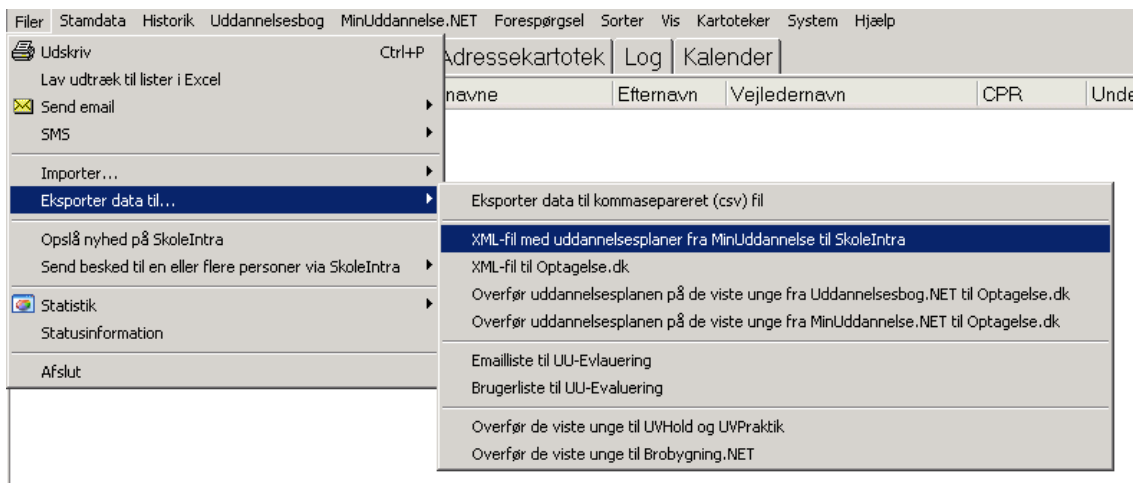 Filer Stamdata Historik Uddannelsesbog MinUddannelse.NET Forespørgsel Sorter Vis Kartoteker System Hjælp
Udskriv Ctrl+P
Adressekartotek Log Kalender
Lav udtræk til lister i Excel
navne Efternavn Vejledernavn CPR Unde
Send email
SMS
Importer...
Eksporter data til...
Opslå nyhed på SkoleIntra
Send besked til en eller flere personer via SkoleIntra
Statistik
Statusinformation
Afslut
Eksporter data til kommasepareret (csv) fil
XML-fil med uddannelsesplaner fra MinUddannelse til SkoleIntra
XML-fil til Optagelse.dk
Overfør uddannelsesplanen på de viste unge fra Uddannelsesbog.NET til Optagelse.dk
Overfør uddannelsesplanen på de viste unge fra MinUddannelse.NET til Optagelse.dk
Emailliste til UU-Evlauering
Brugerliste til UU-Evaluering
Overfør de viste unge til UVHold og UVPraktik
Overfør de viste unge til Brobygning.NET